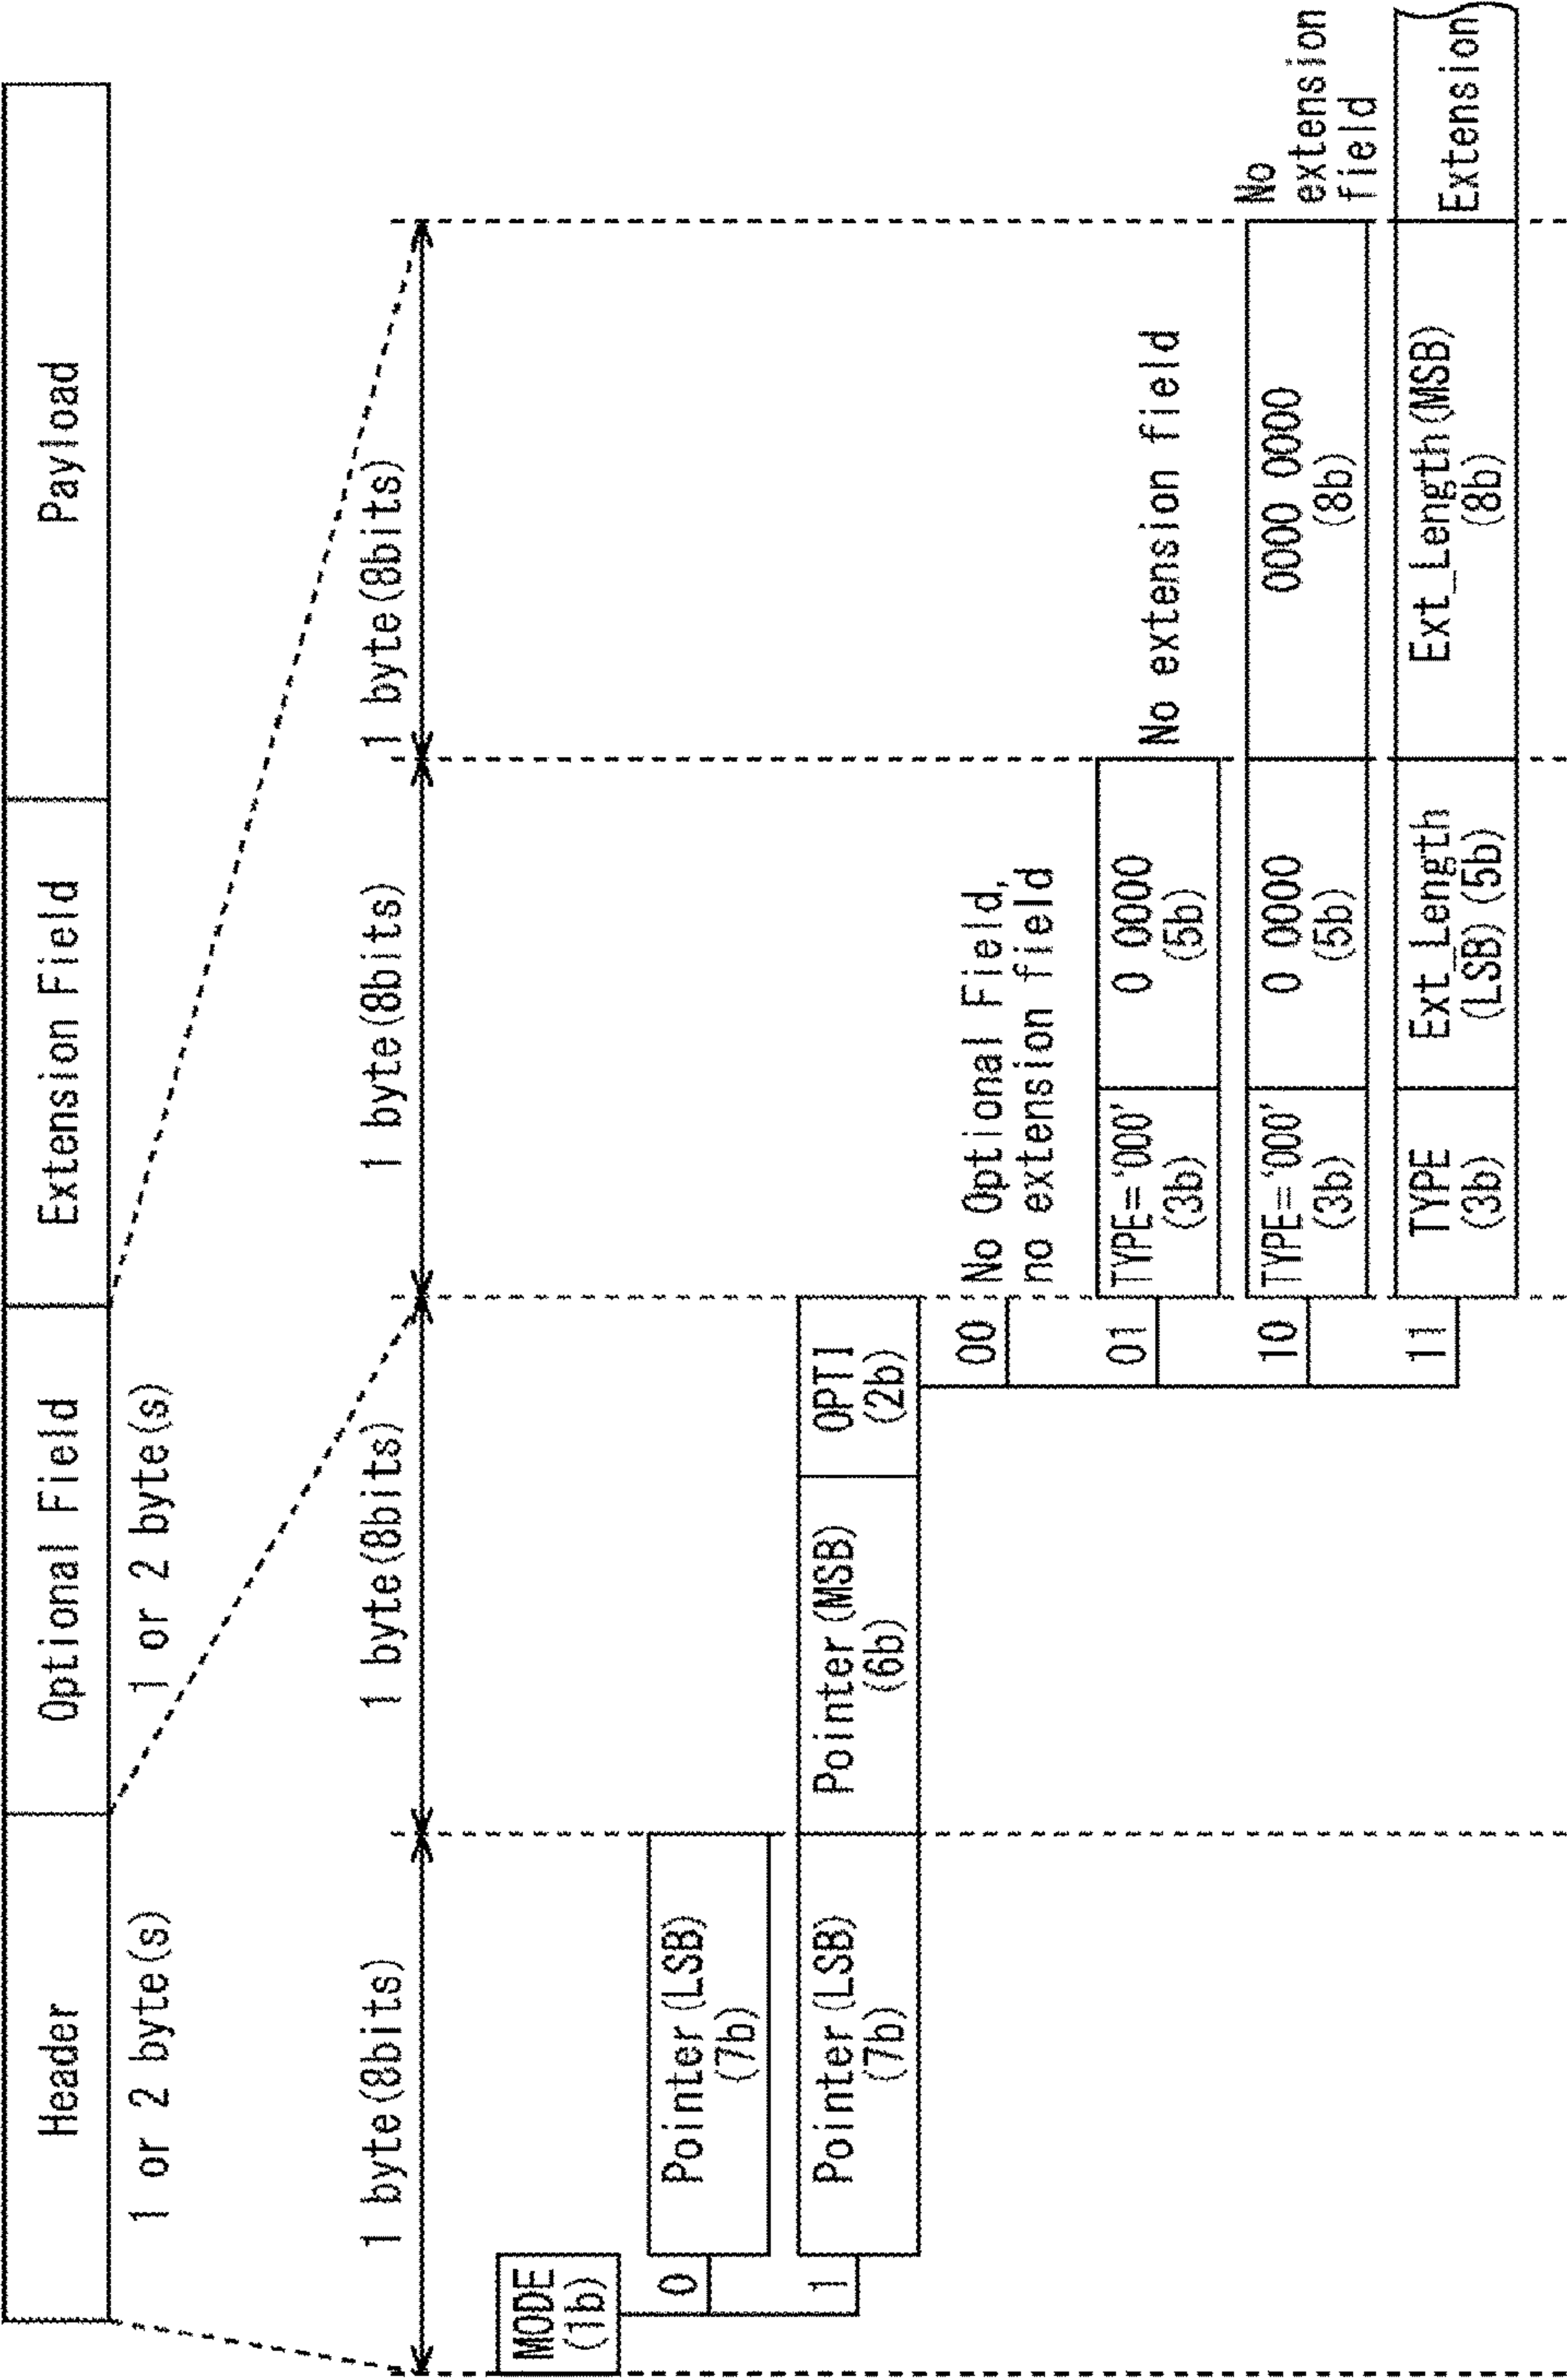 Header
Optional Field
Extension Field
Payload
1 or 2 byte(s)
1 or 2 byte(s)
1 byte(8bits)
1 byte(8bits)
1 byte(8bits)
1 byte(8bits)
MODE
(1b)
0
Pointer(LSB)
(7b)
1
Pointer(LSB)
(7b)
Pointer(MSB)
(6b)
OPTI
(2b)
00
No Optional Field,
no extension field
01
TYPE=‘000’
(3b)
0 0000
(5b)
No extension field
10
TYPE=‘000’
(3b)
0 0000
(5b)
0000 0000
(8b)
No
extension
field
11
TYPE
(3b)
Ext_Length
(LSB)(5b)
Ext_Length(MSB)
(8b)
Extension